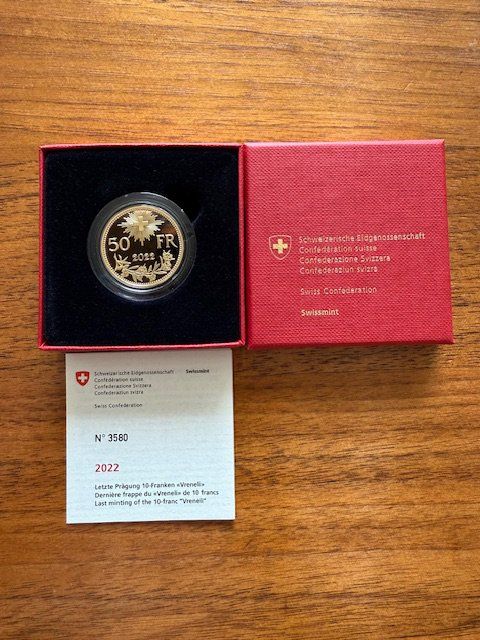 50 FR
2022
Schweizerische Eidgenossenschaft
Confédération suisse
Confederazione Svizzera
Confederaziun svizra
Swiss Confederation
Swissmint
Schweizerische Eidgenossenschaft Swissmint
Confédération suisse
Confederazione Svizzera
Confederaziun svizra
Swiss Confederation
N° 3580
2022
Letzte Prägung 10-Franken «Vreneli»
Dernière frappe du «Vreneli» de 10 francs
Last minting of the 10-franc "Vreneli"